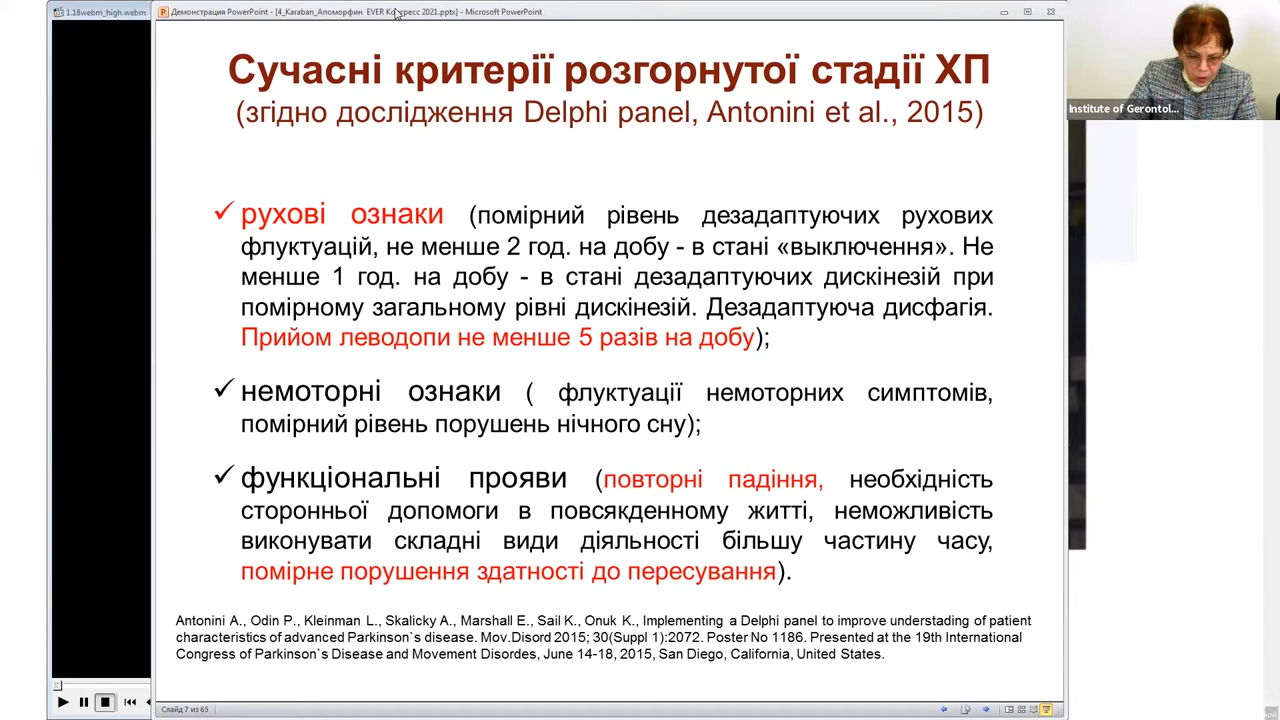 1.18webm_high.webm
Демонстрация PowerPoint - [4_Karaban_Апоморфин EVER Конгресс 2021.pptx] - Microsoft PowerPoint
Institute of Gerontol...
Сучасні критерії розгорнутої стадії ХП
(згідно дослідження Delphi panel, Antonini et al., 2015)
✓ рухові ознаки (помірний рівень дезадаптуючих рухових
флуктуацій, не менше 2 год. на добу - в стані «выключення». Не
менше 1 год. на добу - в стані дезадаптуючих дискінезій при
помірному загальному рівні дискінезій. Дезадаптуюча дисфагія.
Прийом леводопи не менше 5 разів на добу);
✓ немоторні ознаки ( флуктуації немоторних симптомів,
помірний рівень порушень нічного сну);
✓ функціональні прояви (повторні падіння, необхідність
сторонньої допомоги в повсякденному житті, неможливість
виконувати складні види діяльності більшу частину часу,
помірне порушення здатності до пересування).
Antonini A., Odin P., Kleinman L., Skalicky A., Marshall E., Sail K., Onuk K., Implementing a Delphi panel to improve understading of patient
characteristics of advanced Parkinson`s disease. Mov.Disord 2015; 30(Suppl 1):2072. Poster No 1186. Presented at the 19th International
Congress of Parkinson`s Disease and Movement Disordes, June 14-18, 2015, San Diego, California, United States.
Слайд 7 из 65